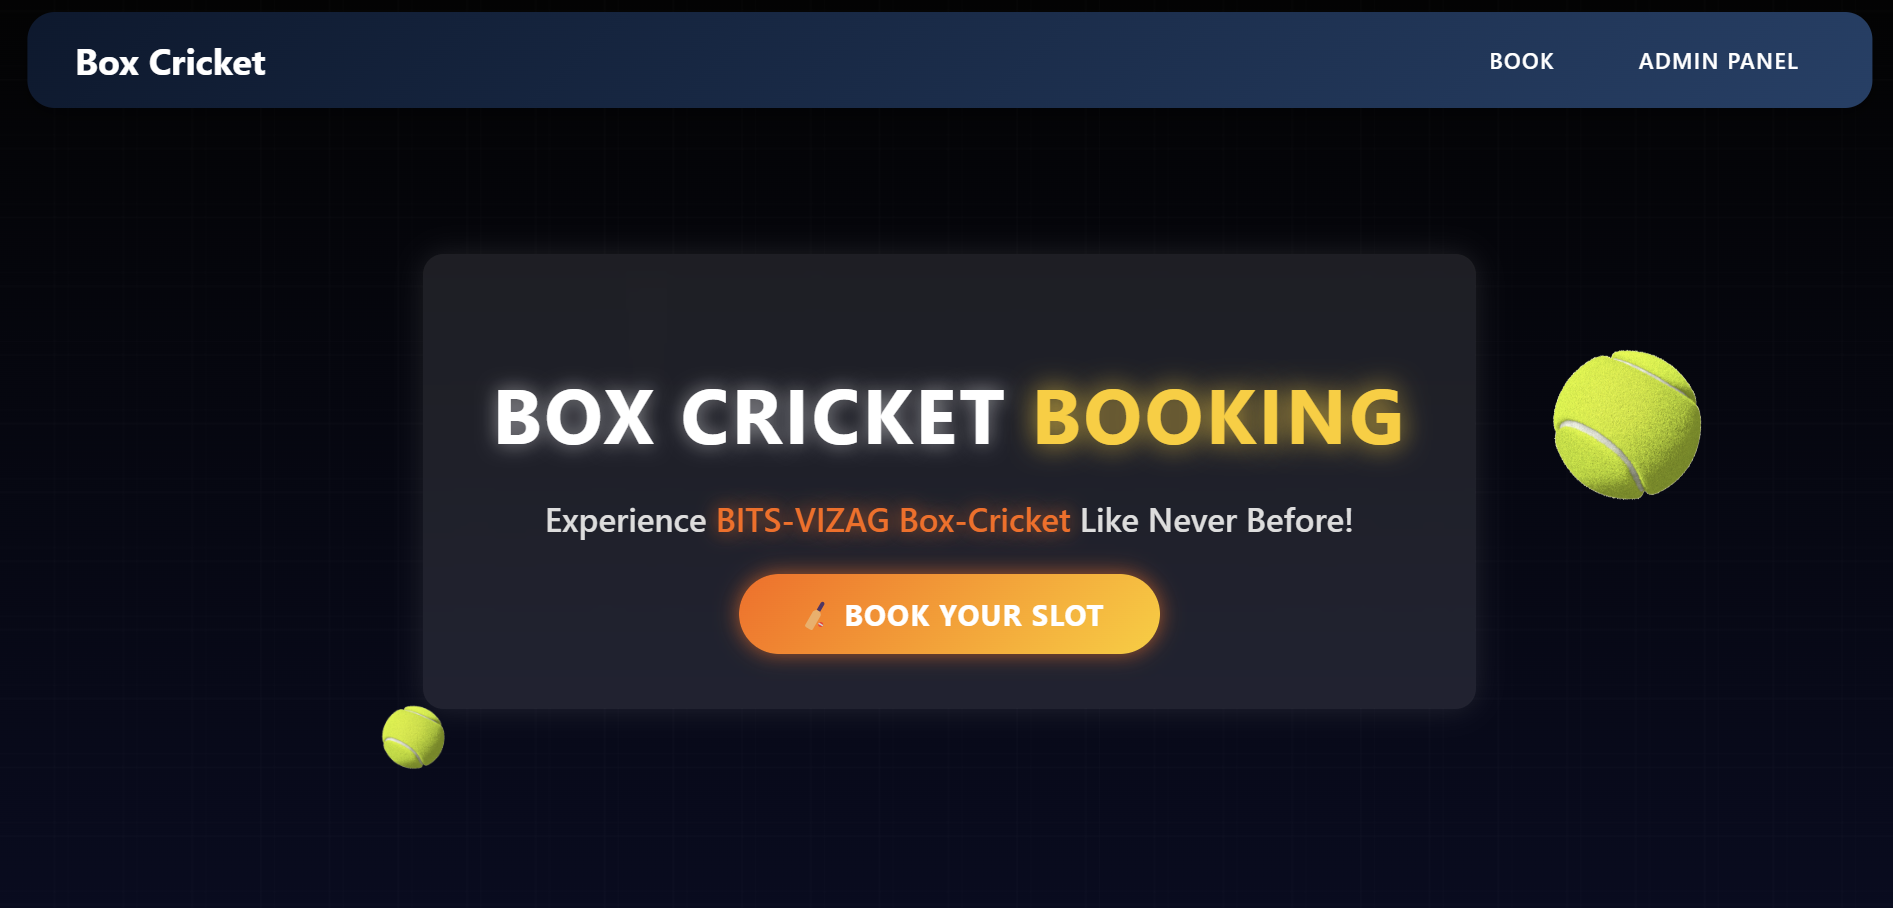 Box Cricket
BOOK
ADMIN PANEL
BOX CRICKET BOOKING
Experience BITS-VIZAG Box-Cricket Like Never Before!
BOOK YOUR SLOT